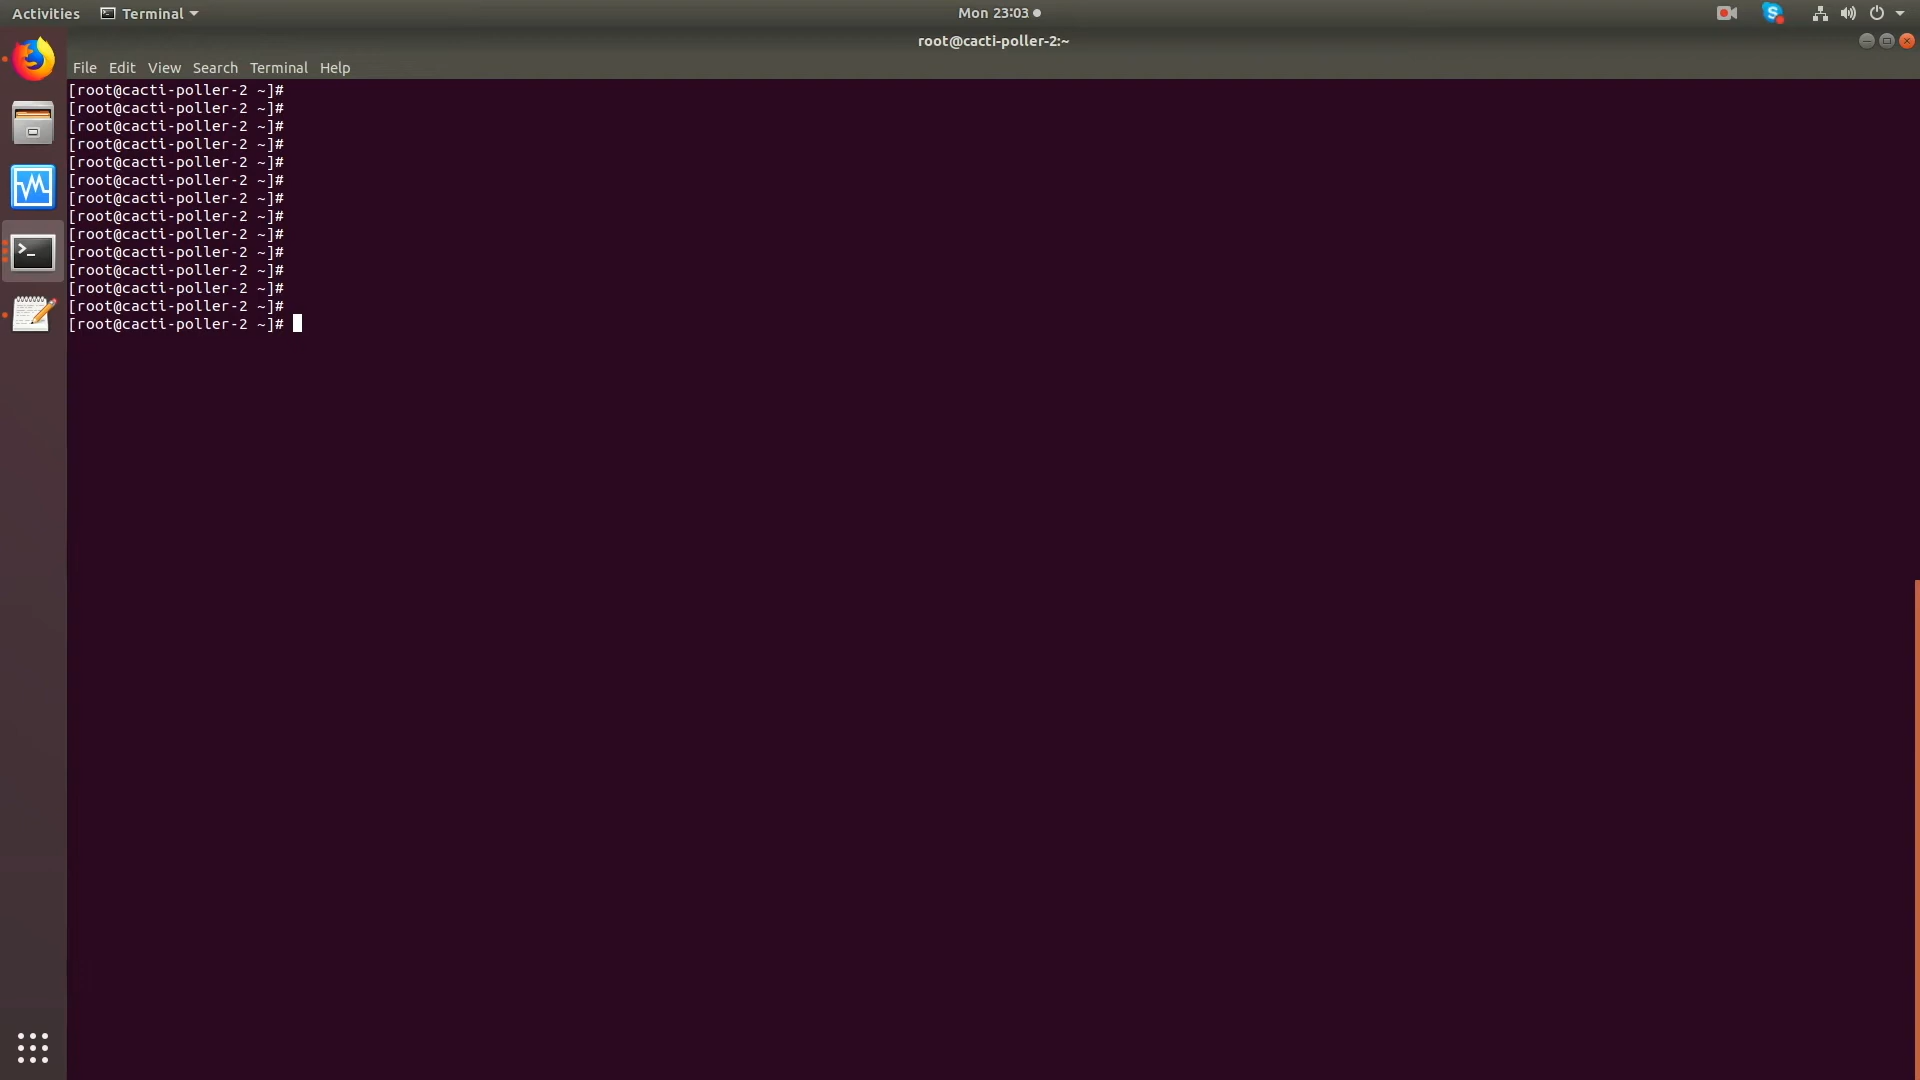 Activities Terminal Mon 23:03
root@cacti-poller-2:~
File Edit View Search Terminal Help
[root@cacti-poller-2 ~]#
[root@cacti-poller-2 ~]#
[root@cacti-poller-2 ~]#
[root@cacti-poller-2 ~]#
[root@cacti-poller-2 ~]#
[root@cacti-poller-2 ~]#
[root@cacti-poller-2 ~]#
[root@cacti-poller-2 ~]#
[root@cacti-poller-2 ~]#
[root@cacti-poller-2 ~]#
[root@cacti-poller-2 ~]#
[root@cacti-poller-2 ~]#
[root@cacti-poller-2 ~]#
[root@cacti-poller-2 ~]#